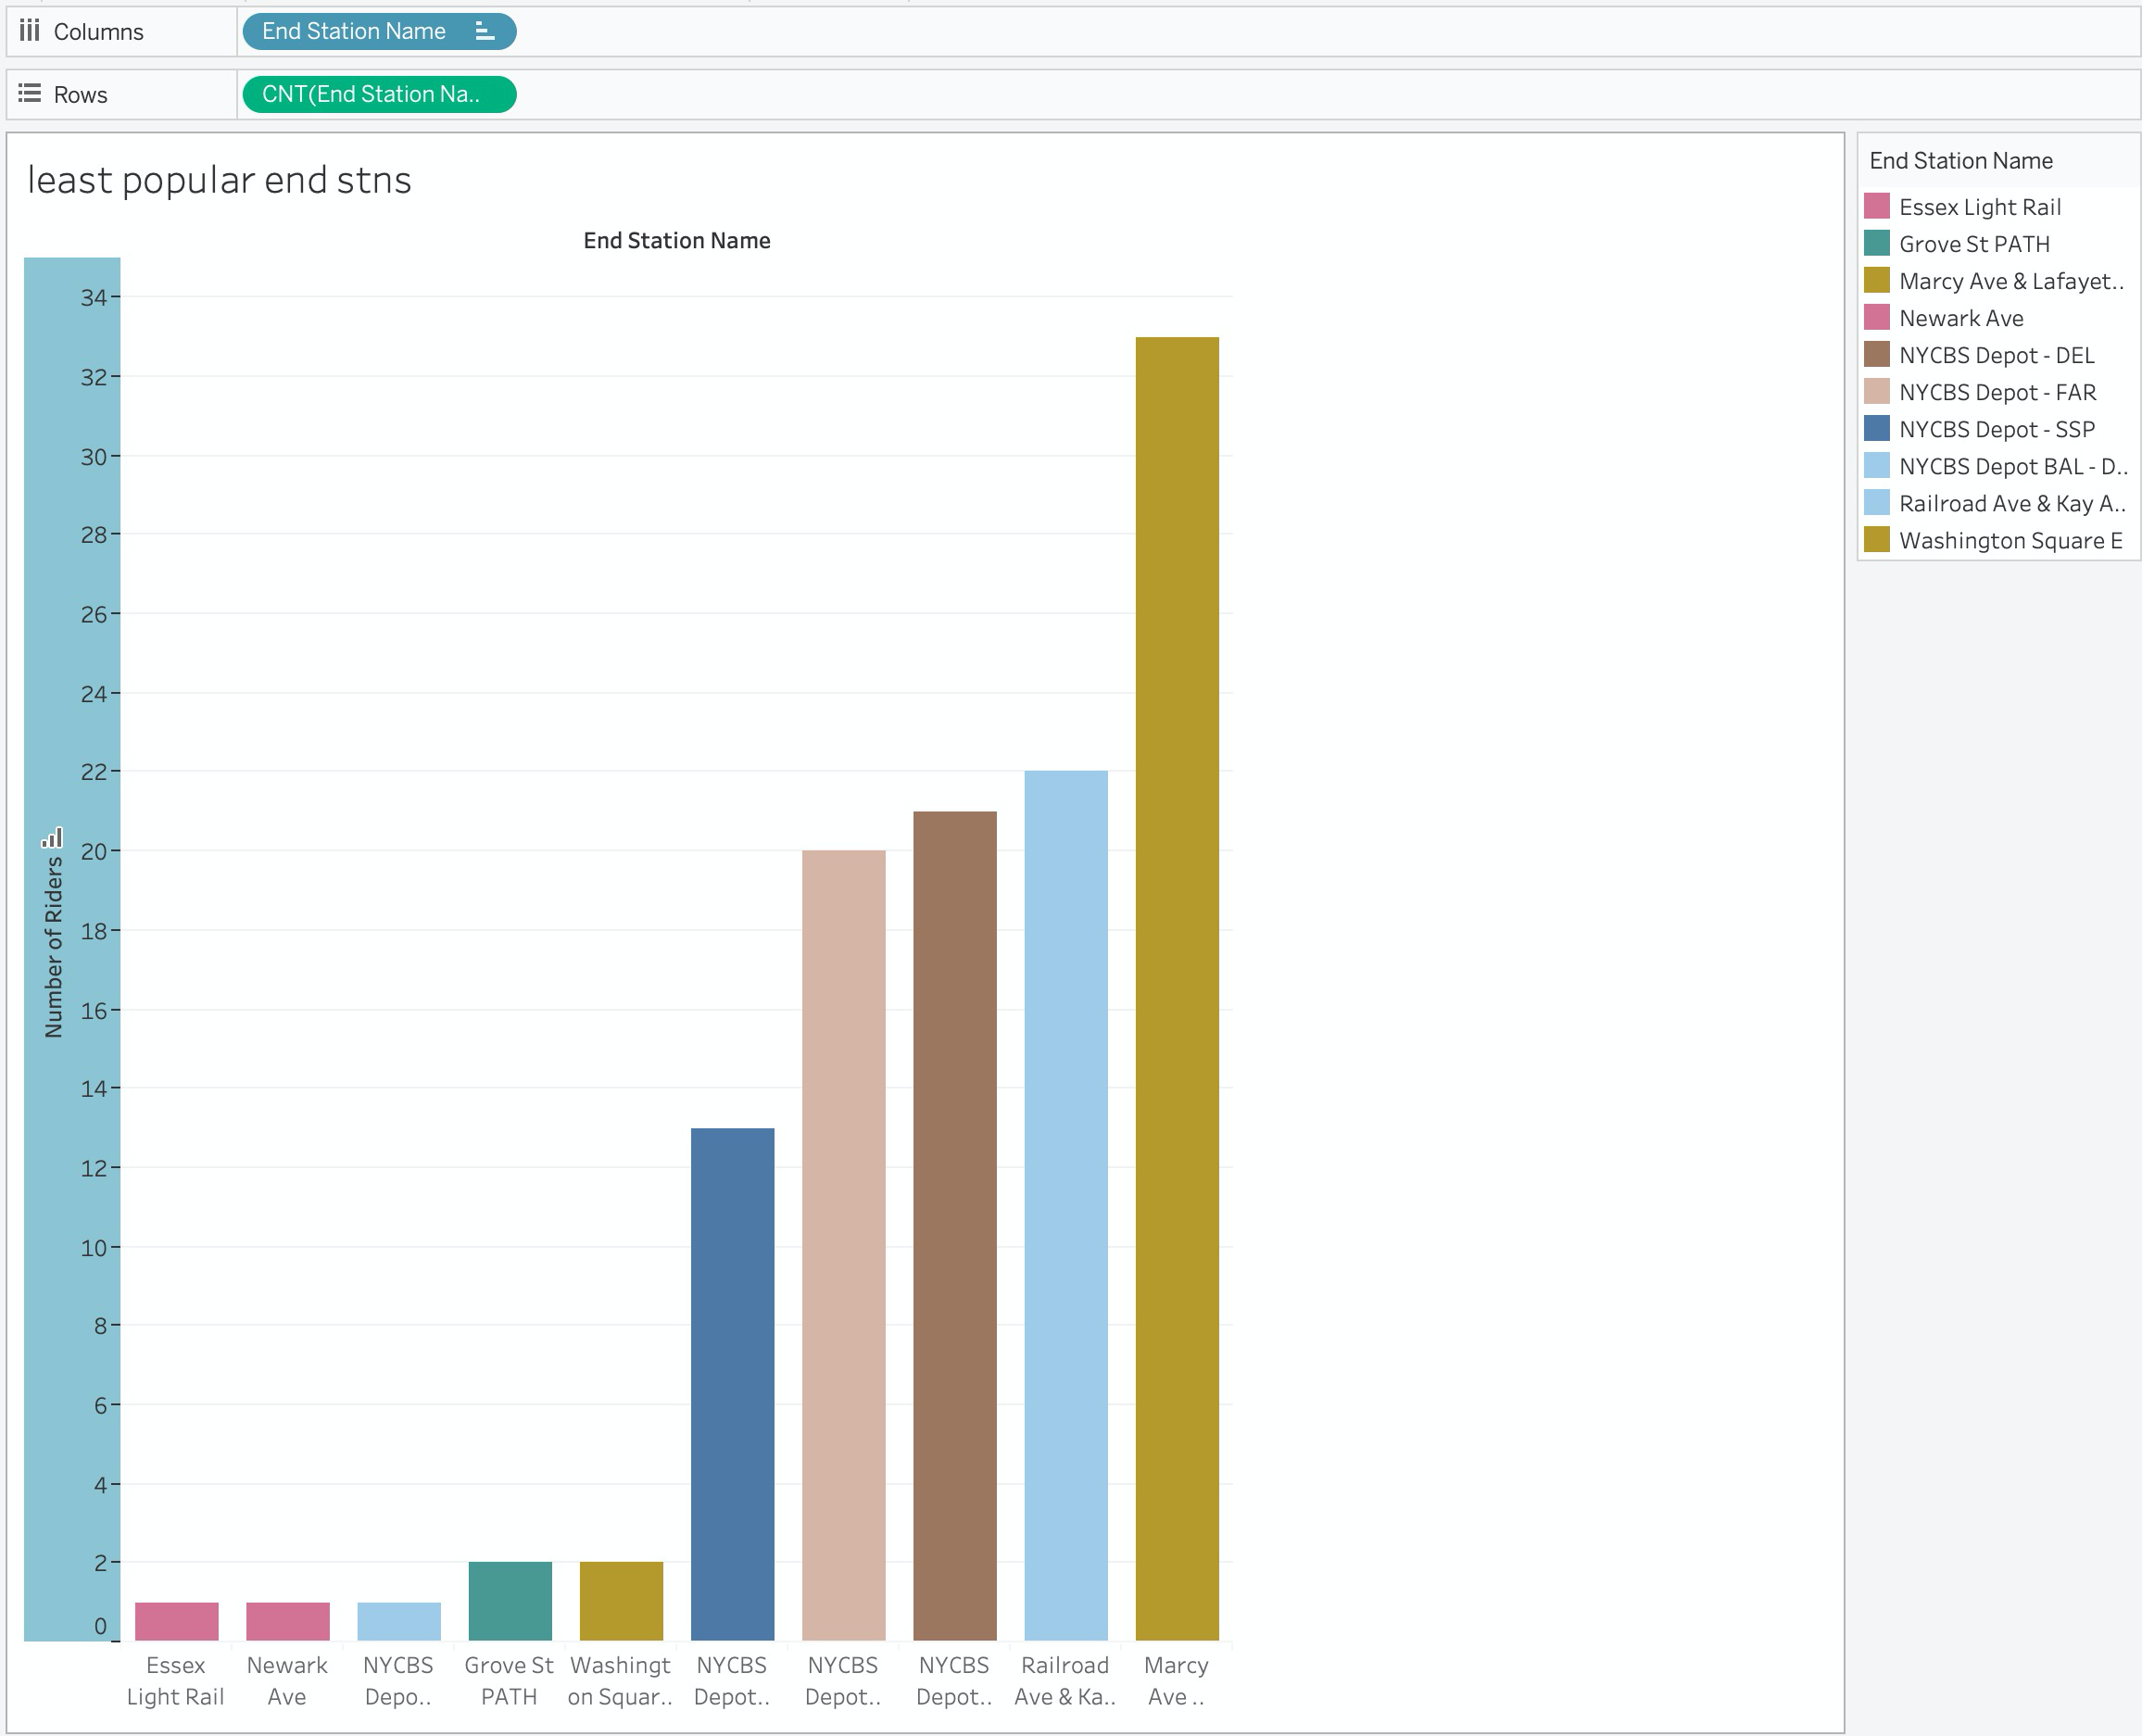 Columns
End Station Name
Rows
CNT(End Station Na..
least popular end stns
End Station Name
34
32
30
28
26
24
22
20
18
16
14
12
10
8
6
4
2
0
Number of Riders
Essex
Light Rail
Newark
Ave
NYCBS
Depo..
Grove St
PATH
Washingt
on Squar..
NYCBS
Depot..
NYCBS
Depot..
NYCBS
Depot..
Railroad
Ave & Ka..
Marcy
Ave ..
End Station Name
Essex Light Rail
Grove St PATH
Marcy Ave & Lafayet..
Newark Ave
NYCBS Depot - DEL
NYCBS Depot - FAR
NYCBS Depot - SSP
NYCBS Depot BAL - D..
Railroad Ave & Kay A..
Washington Square E